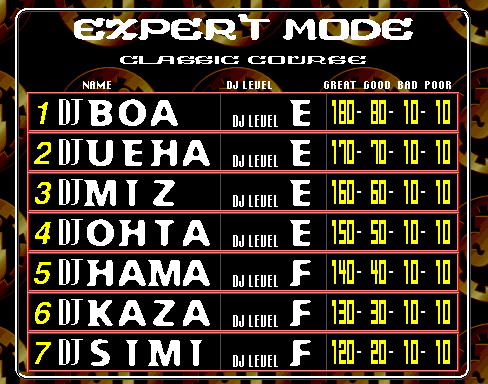 EXPERT MODE
CLASSIC COURSE
NAME DJ LEVEL GREAT GOOD BAD POOR
1 DJ BOA DJ LEVEL E 180- 80- 10- 10
2 DJ UEHA DJ LEVEL E 170- 70- 10- 10
3 DJ MIZ DJ LEVEL E 160- 60- 10- 10
4 DJ OHTA DJ LEVEL E 150- 50- 10- 10
5 DJ HAMA DJ LEVEL F 140- 40- 10- 10
6 DJ KAZA DJ LEVEL F 130- 30- 10- 10
7 DJ SIMI DJ LEVEL F 120- 20- 10- 10